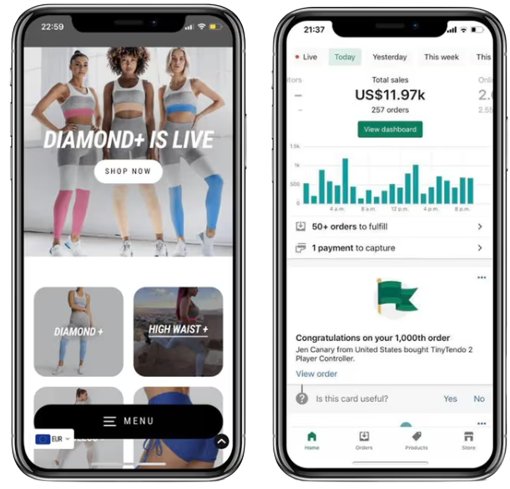 22:59
DIAMOND+ IS LIVE
SHOP NOW
DIAMOND +
HIGH WAIST +
MENU
EUR
21:37
Live Today Yesterday This week This
Total sales
US$11.97k
257 orders
View dashboard
1.5k
1k
500
0
4 a.m. 8 a.m. 12 p.m. 4 p.m. 8 p.m.
50+ orders to fulfill
1 payment to capture
Congratulations on your 1,000th order
Jen Canary from United States bought TinyTendo 2
Player Controller.
View order
Is this card useful? Yes No
Home Orders Products Store